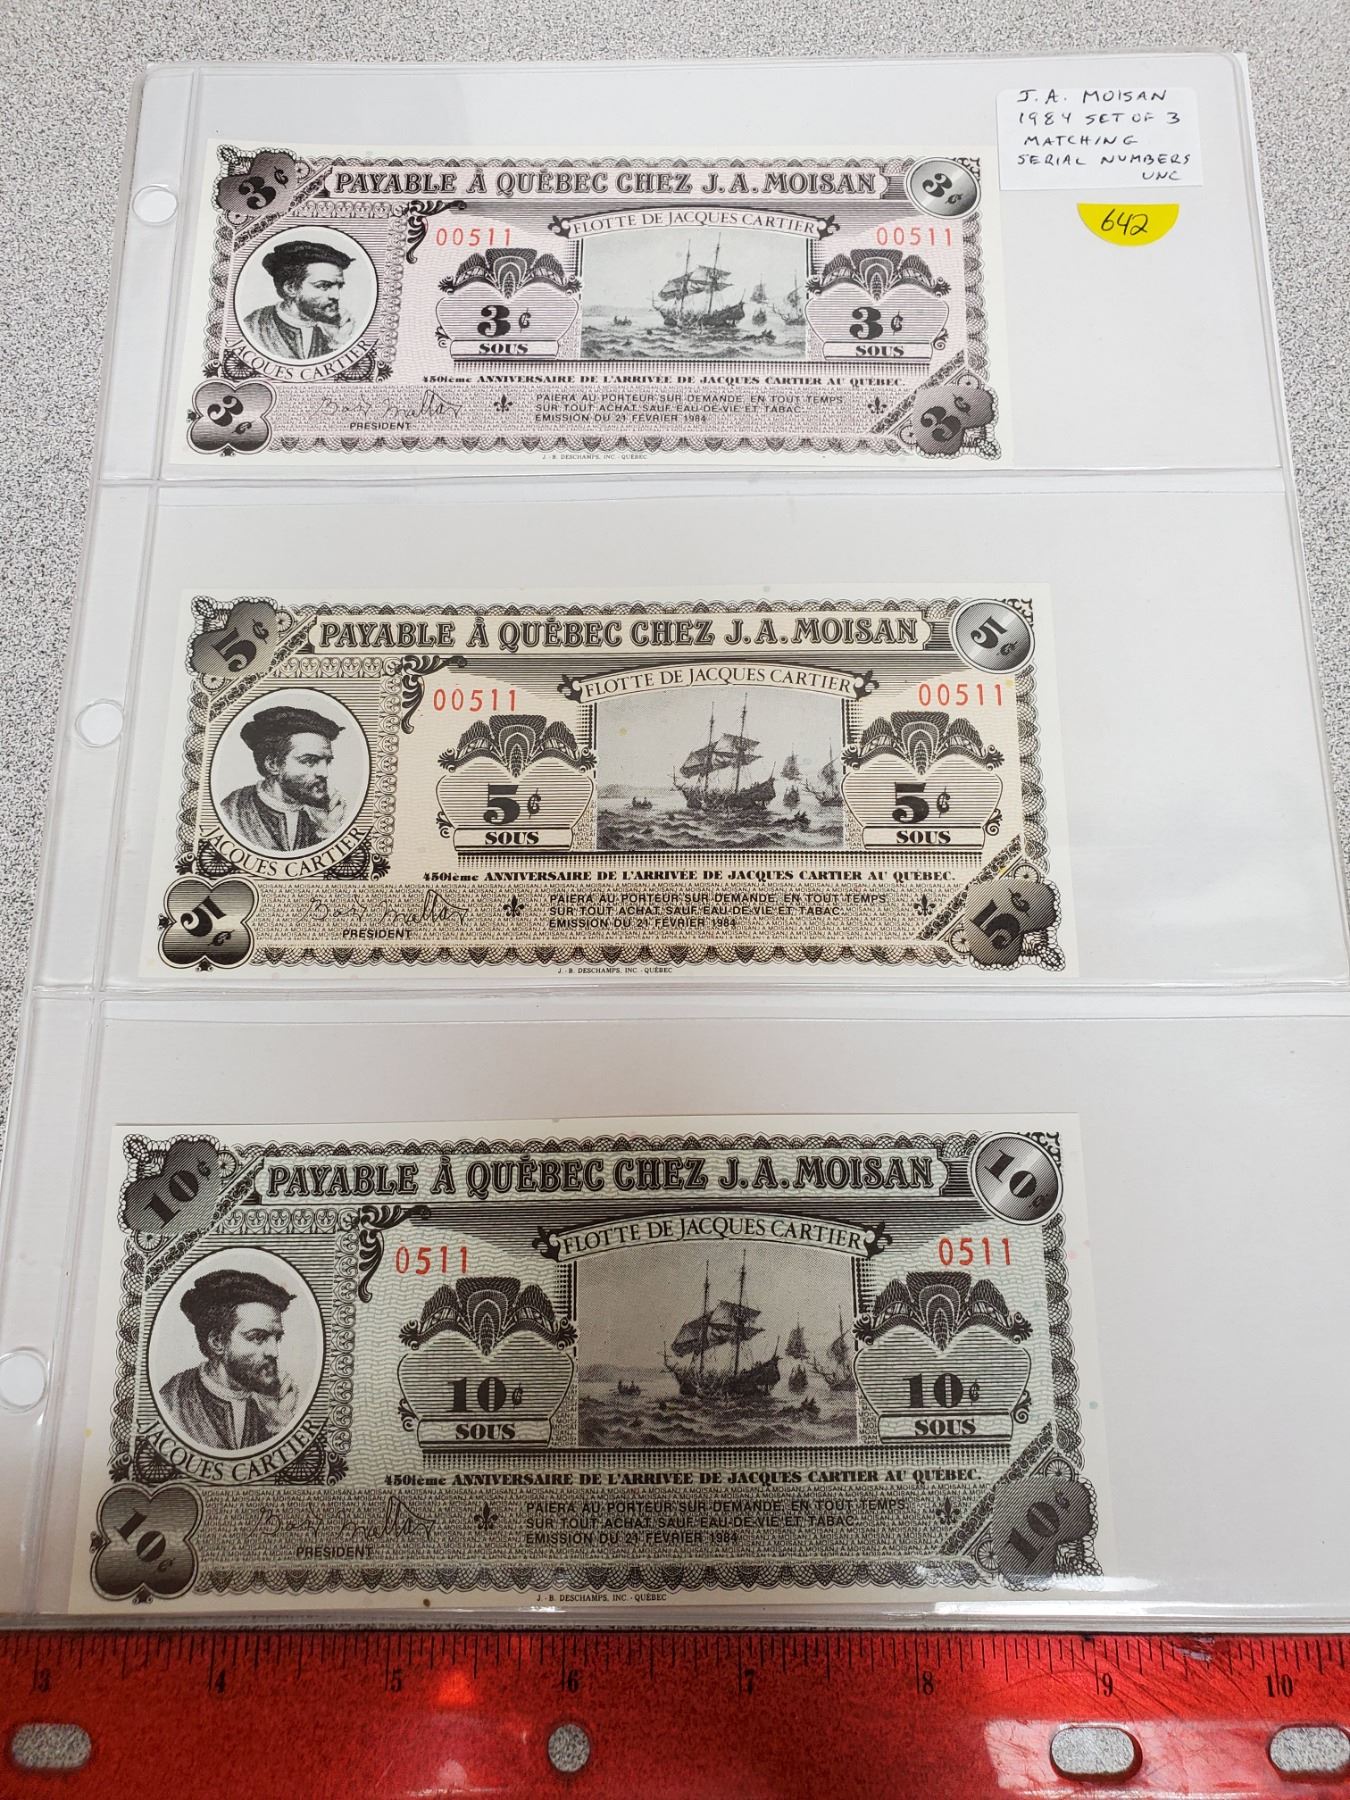 J. A. MOISAN
1984 SET OF 3
MATCHING
SERIAL NUMBERS
UNC
642
3¢ PAYABLE À QUÉBEC CHEZ J.A. MOISAN 3¢
FLOTTE DE JACQUES CARTIER
00511 00511
3¢ 3¢
SOUS SOUS
JACQUES CARTIER
450ième ANNIVERSAIRE DE L'ARRIVÉE DE JACQUES CARTIER AU QUÉBEC.
PAIERA AU PORTEUR SUR DEMANDE, EN TOUT TEMPS
SUR TOUT ACHAT, SAUF EAU-DE-VIE ET TABAC.
ÉMISSION DU 21 FÉVRIER 1984
PRESIDENT
3¢ 3¢
J.-B. DESCHAMPS, INC.-QUÉBEC
5¢ PAYABLE À QUÉBEC CHEZ J.A. MOISAN 5¢
FLOTTE DE JACQUES CARTIER
00511 00511
5¢ 5¢
SOUS SOUS
JACQUES CARTIER
450ième ANNIVERSAIRE DE L'ARRIVÉE DE JACQUES CARTIER AU QUÉBEC.
PAIERA AU PORTEUR SUR DEMANDE, EN TOUT TEMPS
SUR TOUT ACHAT, SAUF EAU-DE-VIE ET TABAC.
ÉMISSION DU 21 FÉVRIER 1984
PRESIDENT
5¢ 5¢
J.-B. DESCHAMPS, INC.-QUÉBEC
10¢ PAYABLE À QUÉBEC CHEZ J.A. MOISAN 10¢
FLOTTE DE JACQUES CARTIER
0511 0511
10¢ 10¢
SOUS SOUS
JACQUES CARTIER
450ième ANNIVERSAIRE DE L'ARRIVÉE DE JACQUES CARTIER AU QUÉBEC.
PAIERA AU PORTEUR SUR DEMANDE, EN TOUT TEMPS,
SUR TOUT ACHAT, SAUF EAU-DE-VIE ET TABAC.
ÉMISSION DU 21 FÉVRIER 1984
PRESIDENT
10¢ 10¢
J.-B. DESCHAMPS, INC.-QUÉBEC
3 4 5 6 7 8 9 10